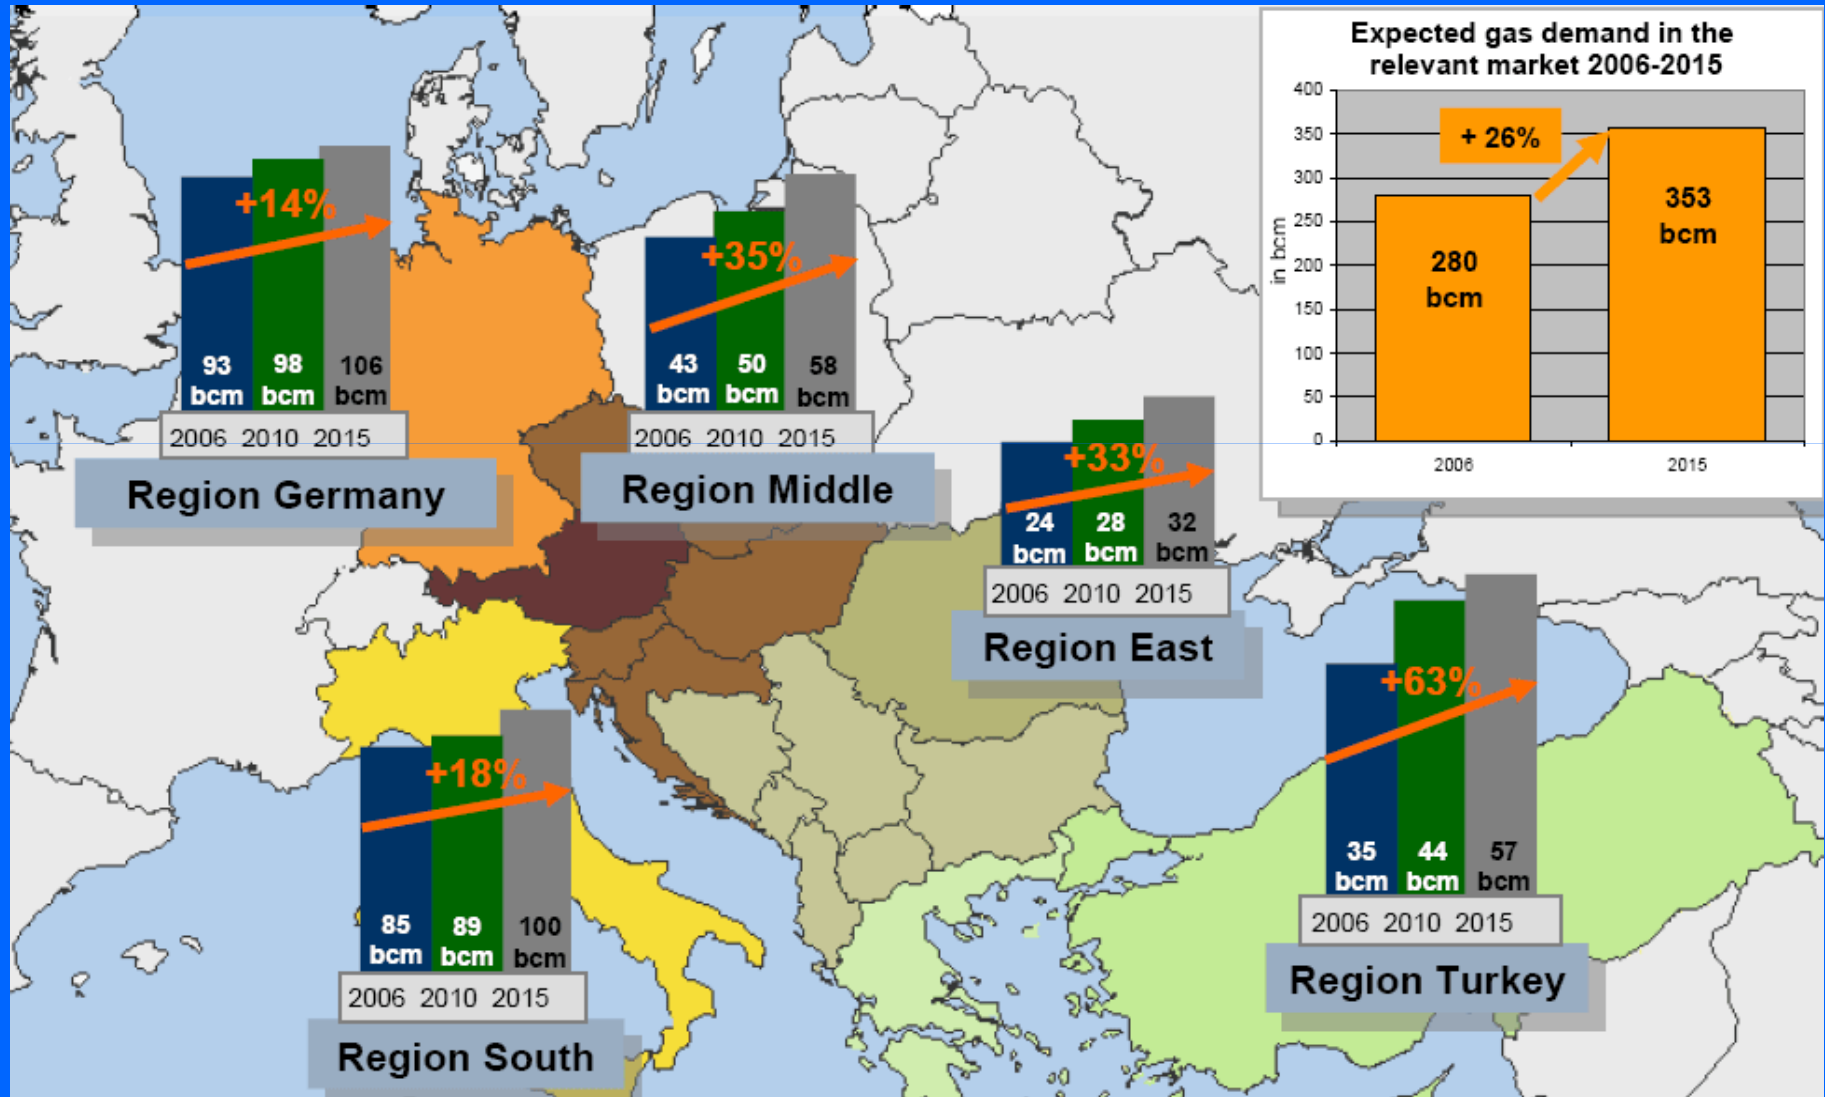 Expected gas demand in the
relevant market 2006-2015
400
350
300
250
200
150
100
50
0
in bcm
+ 26%
280
bcm
353
bcm
2006
2015
+14%
93
bcm
98
bcm
106
bcm
2006 2010 2015
Region Germany
+35%
43
bcm
50
bcm
58
bcm
2006 2010 2015
Region Middle
+33%
24
bcm
28
bcm
32
bcm
2006 2010 2015
Region East
+63%
35
bcm
44
bcm
57
bcm
2006 2010 2015
Region Turkey
+18%
85
bcm
89
bcm
100
bcm
2006 2010 2015
Region South